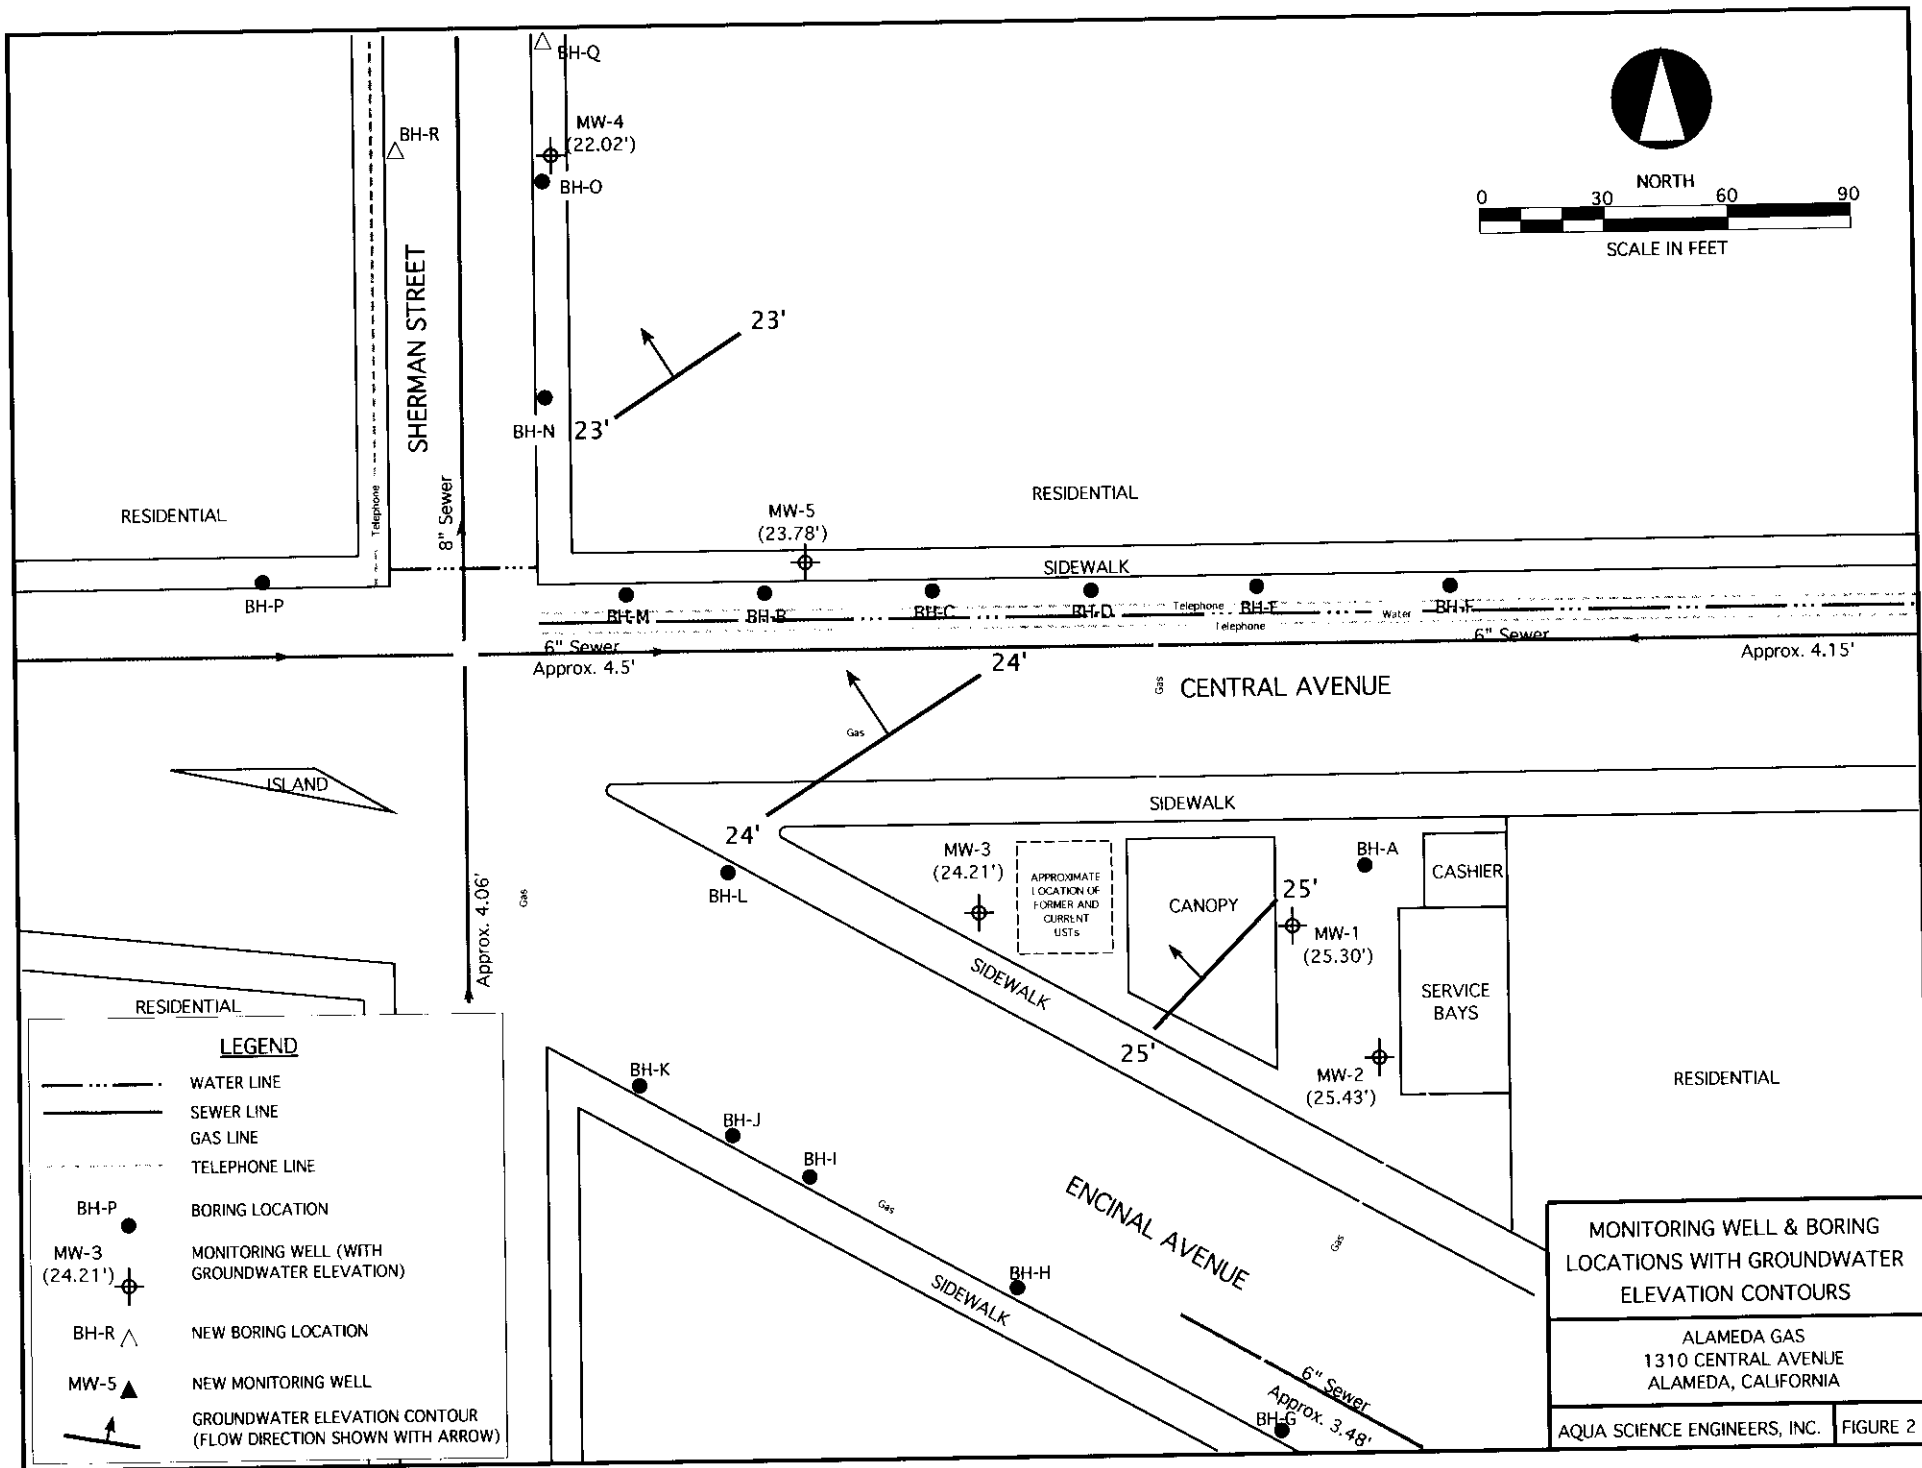 BH-Q
MW-4
(22.02')
BH-R
BH-O
NORTH
0 30 60 90
SCALE IN FEET
SHERMAN STREET
23'
23'
BH-N
8" Sewer
Telephone
RESIDENTIAL
RESIDENTIAL
MW-5
(23.78')
SIDEWALK
BH-P
BH-M
BH-B
BH-C
BH-D
Telephone
BH-E
Water
BH-F
Telephone
6" Sewer
Approx. 4.5'
6" Sewer
Approx. 4.15'
24'
Gas
CENTRAL AVENUE
Gas
ISLAND
SIDEWALK
24'
BH-L
MW-3
(24.21')
APPROXIMATE
LOCATION OF
FORMER AND
CURRENT
USTs
CANOPY
BH-A
CASHIER
25'
MW-1
(25.30')
Gas
Approx. 4.06'
SIDEWALK
SERVICE
BAYS
RESIDENTIAL
25'
MW-2
(25.43')
RESIDENTIAL
BH-K
BH-J
BH-I
Gas
ENCINAL AVENUE
Gas
BH-H
SIDEWALK
6" Sewer
Approx. 3.48'
BH-G
LEGEND
WATER LINE
SEWER LINE
GAS LINE
TELEPHONE LINE
BH-P BORING LOCATION
MW-3 MONITORING WELL (WITH
(24.21') GROUNDWATER ELEVATION)
BH-R NEW BORING LOCATION
MW-5 NEW MONITORING WELL
GROUNDWATER ELEVATION CONTOUR
(FLOW DIRECTION SHOWN WITH ARROW)
MONITORING WELL & BORING
LOCATIONS WITH GROUNDWATER
ELEVATION CONTOURS
ALAMEDA GAS
1310 CENTRAL AVENUE
ALAMEDA, CALIFORNIA
AQUA SCIENCE ENGINEERS, INC. FIGURE 2